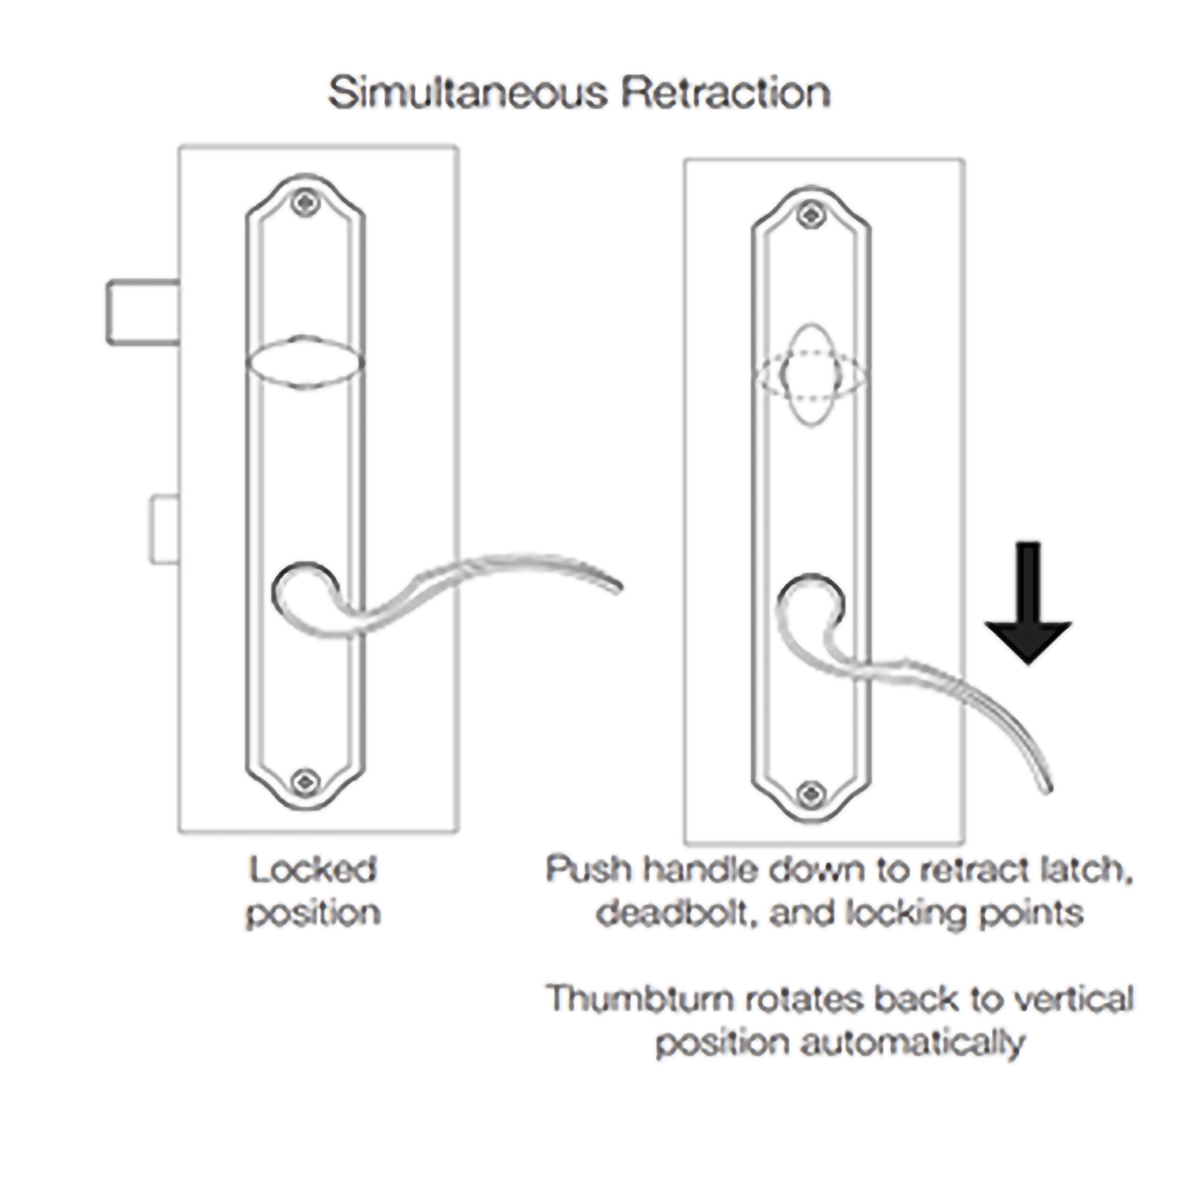 Simultaneous Retraction
Locked
position
Push handle down to retract latch,
deadbolt, and locking points
Thumbturn rotates back to vertical
position automatically